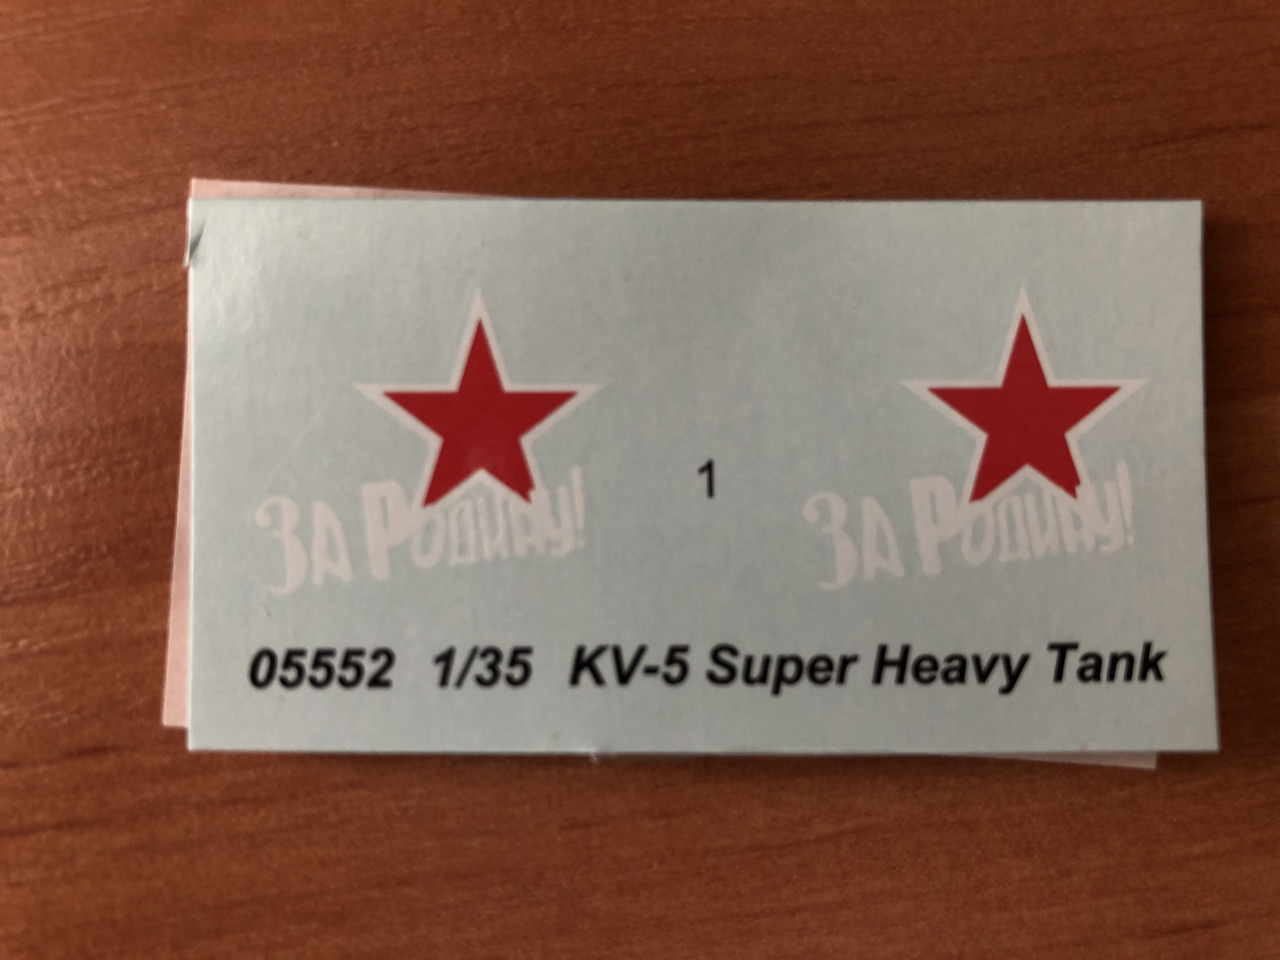 ЗА РОДИНУ!
1
ЗА РОДИНУ!
05552 1/35 KV-5 Super Heavy Tank